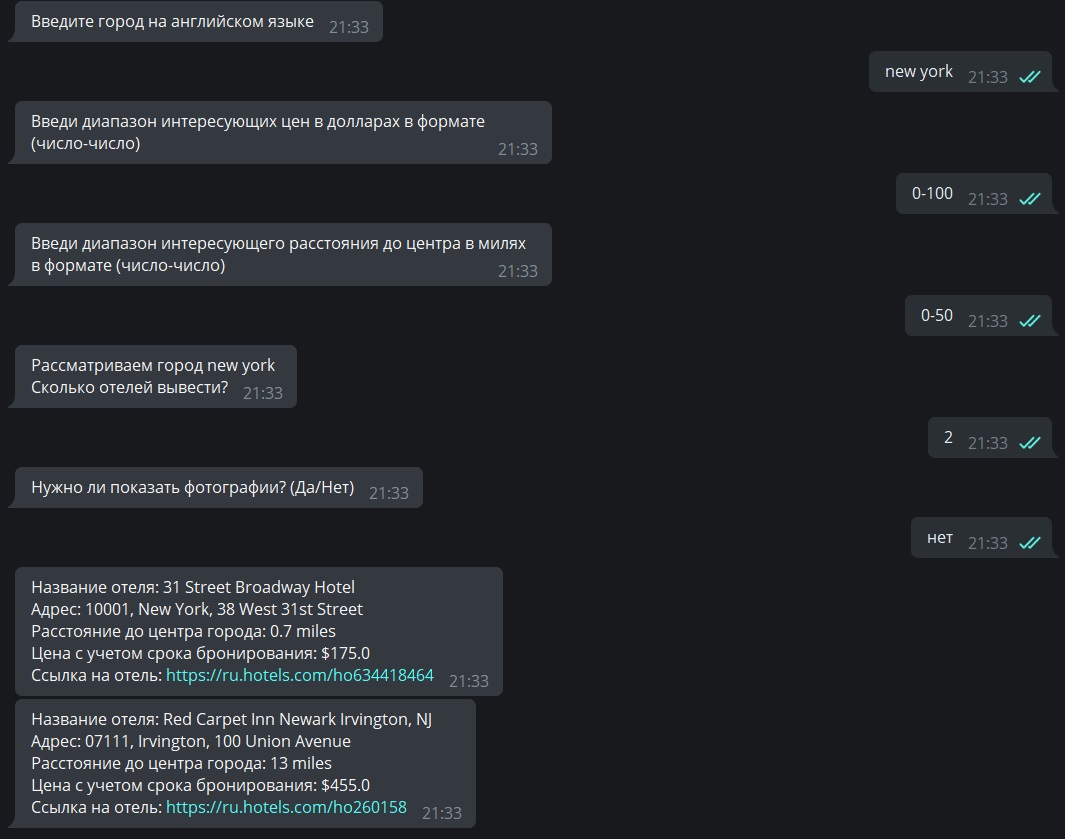 Введите город на английском языке 21:33
new york 21:33
Введи диапазон интересующих цен в долларах в формате
(число-число) 21:33
0-100 21:33
Введи диапазон интересующего расстояния до центра в милях
в формате (число-число) 21:33
0-50 21:33
Рассматриваем город new york
Сколько отелей вывести? 21:33
2 21:33
Нужно ли показать фотографии? (Да/Нет) 21:33
нет 21:33
Название отеля: 31 Street Broadway Hotel
Адрес: 10001, New York, 38 West 31st Street
Расстояние до центра города: 0.7 miles
Цена с учетом срока бронирования: $175.0
Ссылка на отель: https://ru.hotels.com/ho634418464 21:33
Название отеля: Red Carpet Inn Newark Irvington, NJ
Адрес: 07111, Irvington, 100 Union Avenue
Расстояние до центра города: 13 miles
Цена с учетом срока бронирования: $455.0
Ссылка на отель: https://ru.hotels.com/ho260158 21:33